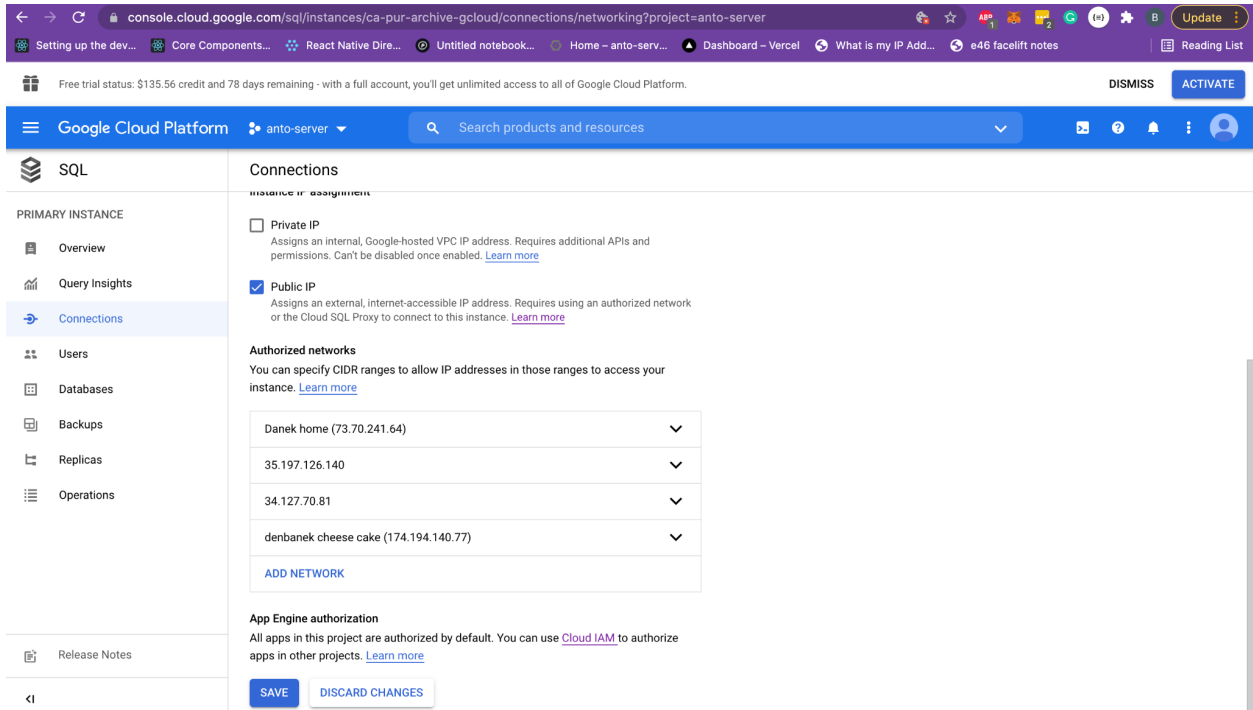 console.cloud.google.com/sql/instances/ca-pur-archive-gcloud/connections/networking?project=anto-server
ABP
1
2
G
{=}
B
Update
Setting up the dev...
Core Compone...
React Native Dire...
Untitled notebook...
Home – anto-serv...
Dashboard – Vercel
What is my IP Add...
e46 facelift notes
Reading List
Free trial status: $135.56 credit and 78 days remaining - with a full account, you'll get unlimited access to all of Google Cloud Platform.
DISMISS
ACTIVATE
Google Cloud Platform
anto-server
Search products and resources
SQL
Connections
PRIMARY INSTANCE
Overview
Query Insights
Connections
Users
Databases
Backups
Replicas
Operations
Release Notes
Instance IP assignment
Private IP
Assigns an internal, Google-hosted VPC IP address. Requires additional APIs and
permissions. Can't be disabled once enabled. Learn more
Public IP
Assigns an external, internet-accessible IP address. Requires using an authorized network
or the Cloud SQL Proxy to connect to this instance. Learn more
Authorized networks
You can specify CIDR ranges to allow IP addresses in those ranges to access your
instance. Learn more
Danek home (73.70.241.64)
35.197.126.140
34.127.70.81
denbanek cheese cake (174.194.140.77)
ADD NETWORK
App Engine authorization
All apps in this project are authorized by default. You can use Cloud IAM to authorize
apps in other projects. Learn more
SAVE
DISCARD CHANGES